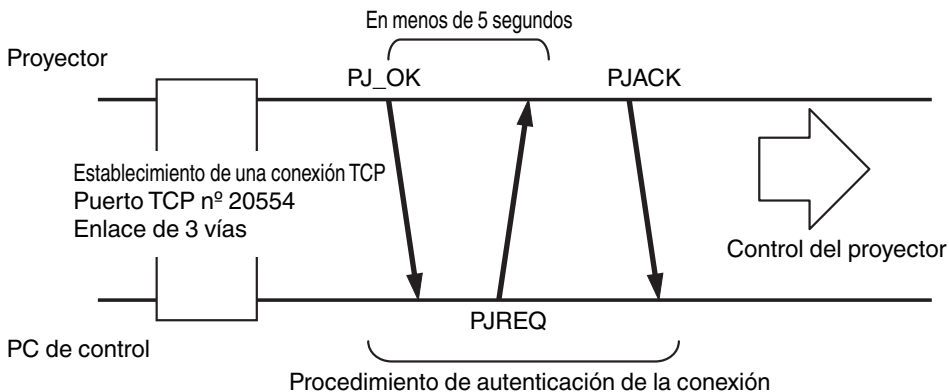 En menos de 5 segundos
Proyector
PJ_OK
PJACK
Establecimiento de una conexión TCP
Puerto TCP nº 20554
Enlace de 3 vías
Control del proyector
PJREQ
PC de control
Procedimiento de autenticación de la conexión